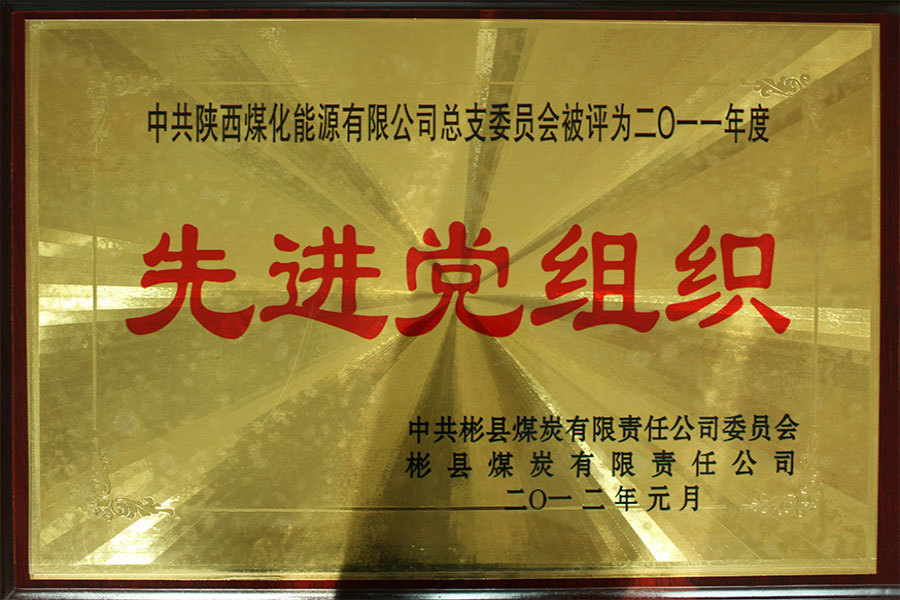 中共陕西煤化能源有限公司总支委员会被评为二〇一一年度
先进党组织
中共彬县煤炭有限责任公司委员会
彬县煤炭有限责任公司
二〇一二年元月